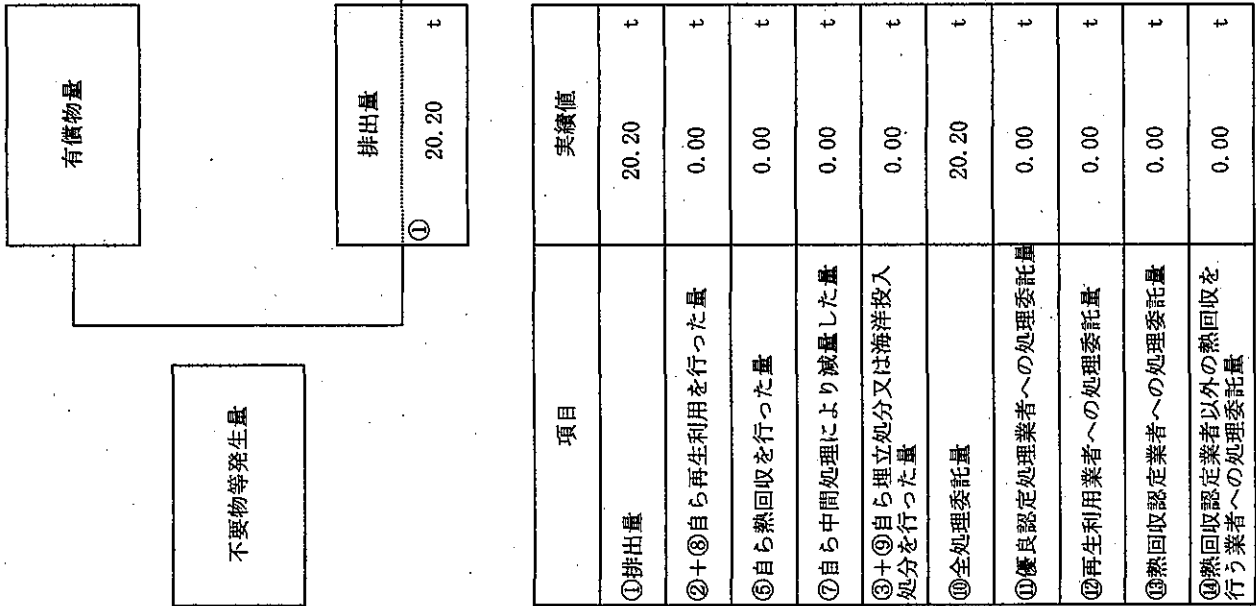 有償物量
不要物等発生量
排出量
① 20.20 t
項目 実績値
①排出量 20.20 t
②+⑧自ら再生利用を行った量 0.00 t
⑤自ら熱回収を行った量 0.00 t
⑦自ら中間処理により減量した量 0.00 t
③+⑨自ら埋立処分又は海洋投入
処分を行った量 0.00 t
⑩全処理委託量 20.20 t
⑪優良認定処理業者への処理委託量 0.00 t
⑫再生利用業者への処理委託量 0.00 t
⑬熱回収認定業者への処理委託量 0.00 t
⑭熱回収認定業者以外の熱回収を
行う業者への処理委託量 0.00 t